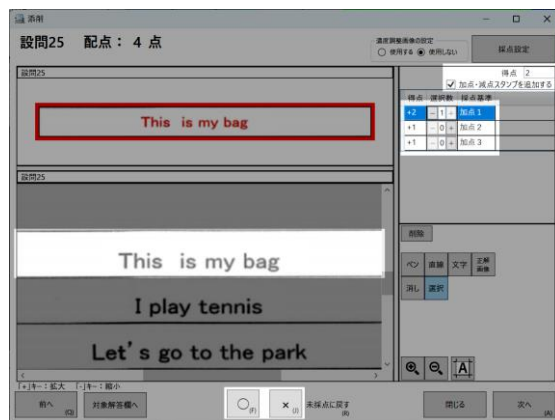 添削
設問25 配点： 4 点
濃度調整画像の設定
使用する 使用しない
採点設定
設問25
This is my bag
得点 2
加点・減点スタンプを追加する
得点 選択数 採点基準
+2 − 1 + 加点 1
+1 − 0 + 加点 2
+1 − 0 + 加点 3
設問25
This is my bag
I play tennis
Let's go to the park
削除
ペン 直線 文字 正解画像
消し 選択
A
「+」キー：拡大 「-」キー：縮小
前へ (Q)
対象解答欄へ
○ (F)
× (J)
未採点に戻す (R)
閉じる
次へ (A)